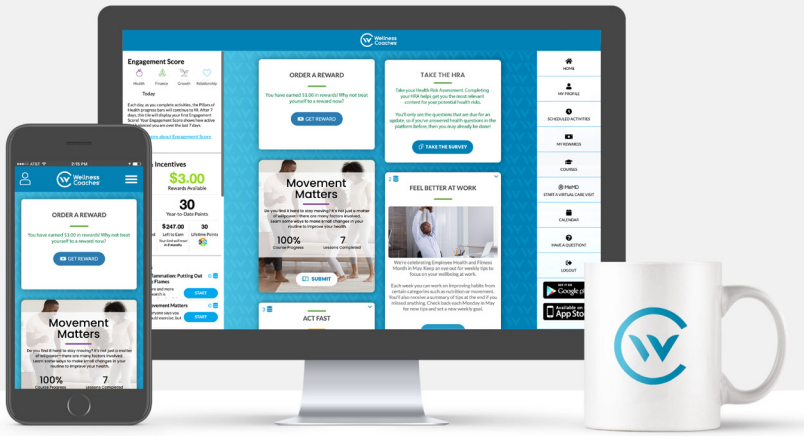 Wellness
Coaches
Engagement Score
Health Finance Growth Relationship
Today
Each day, as you complete activities, the Pillars of
Health progress bars will continue to fill. After 7
days, this tile will display your first Engagement
Score! Your Engagement Score shows how active
you over the last 7 days.
about Engagement Score
Incentives
$3.00
Rewards Available
30
Year-to-Date Points
$247.00 30
Left to Earn Lifetime Points
Putting Out
Flames
START
Movement Matters
START
ORDER A REWARD
You have earned $3.00 in rewards! Why not treat
yourself to a reward now?
GET REWARD
Movement
Matters
Do you find it hard to stay moving? It's not just a matter
of willpower—there are many factors involved.
Learn some ways to make small changes in your
routine to improve your health.
100% 7
Course Progress Lessons Completed
SUBMIT
3
ACT FAST
TAKE THE HRA
Take your Health Risk Assessment. Completing
your HRA helps get you the most relevant
content for your potential health risks.
You'll only see the questions that are due for an
update, so if you've answered health questions in the
platform before, then you may already be done!
TAKE THE SURVEY
2
FEEL BETTER AT WORK
We're celebrating Employee Health and Fitness
Month in May. Keep an eye out for weekly tips to
focus on your wellbeing at work.
Each week you can work on improving habits from
certain categories such as nutrition or movement.
You'll also receive a summary of tips at the end if you
missed anything. Check back each Monday in May
for new tips and set a new weekly goal.
HOME
MY PROFILE
SCHEDULED ACTIVITIES
MY REWARDS
COURSES
MeMD
START A VIRTUAL CARE VISIT
CALENDAR
HAVE A QUESTION?
LOGOUT
GET IT ON
Google
Available on
App
AT&T 2:15 PM
Wellness
Coaches
ORDER A REWARD
You have earned $3.00 in rewards! Why not treat
yourself to a reward now?
GET REWARD
Movement
Matters
Do you find it hard to stay moving? It's not just a matter
of willpower—there are many factors involved.
Learn some ways to make small changes in your
routine to improve your health.
100% 7
Course Progress Lessons Completed